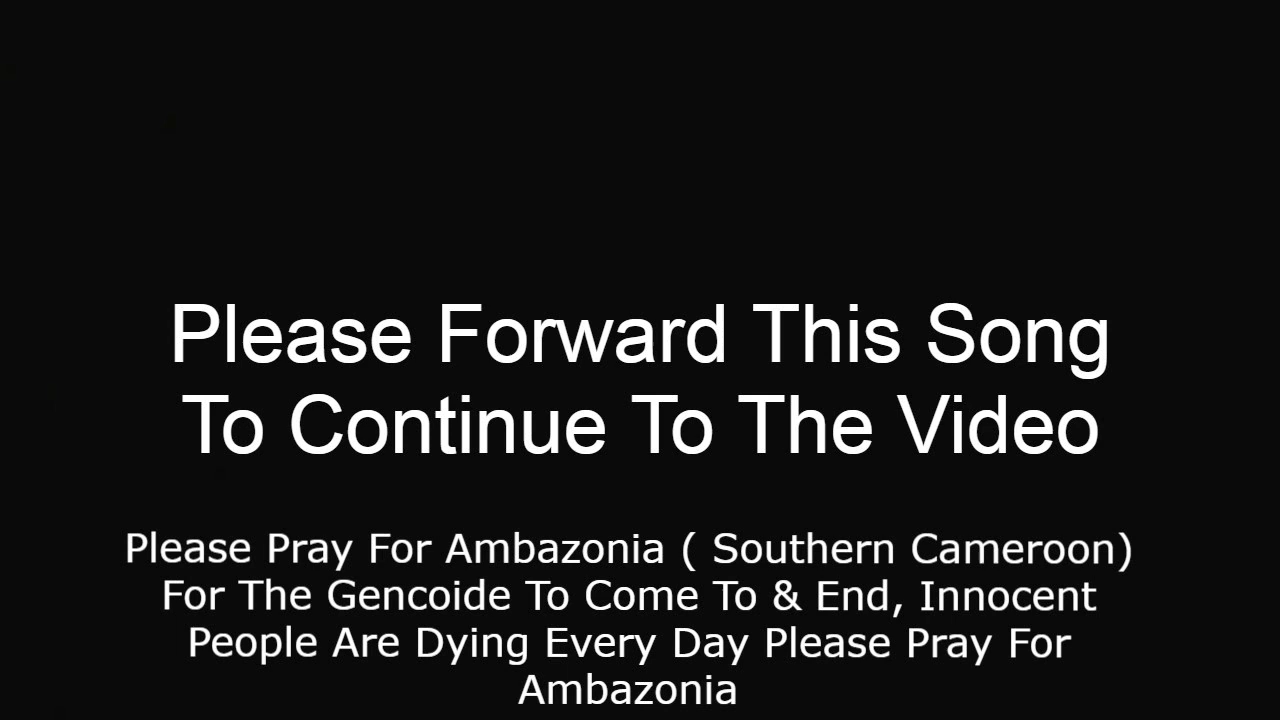 Please Forward This Song
To Continue To The Video
Please Pray For Ambazonia ( Southern Cameroon)
For The Gencoide To Come To & End, Innocent
People Are Dying Every Day Please Pray For
Ambazonia